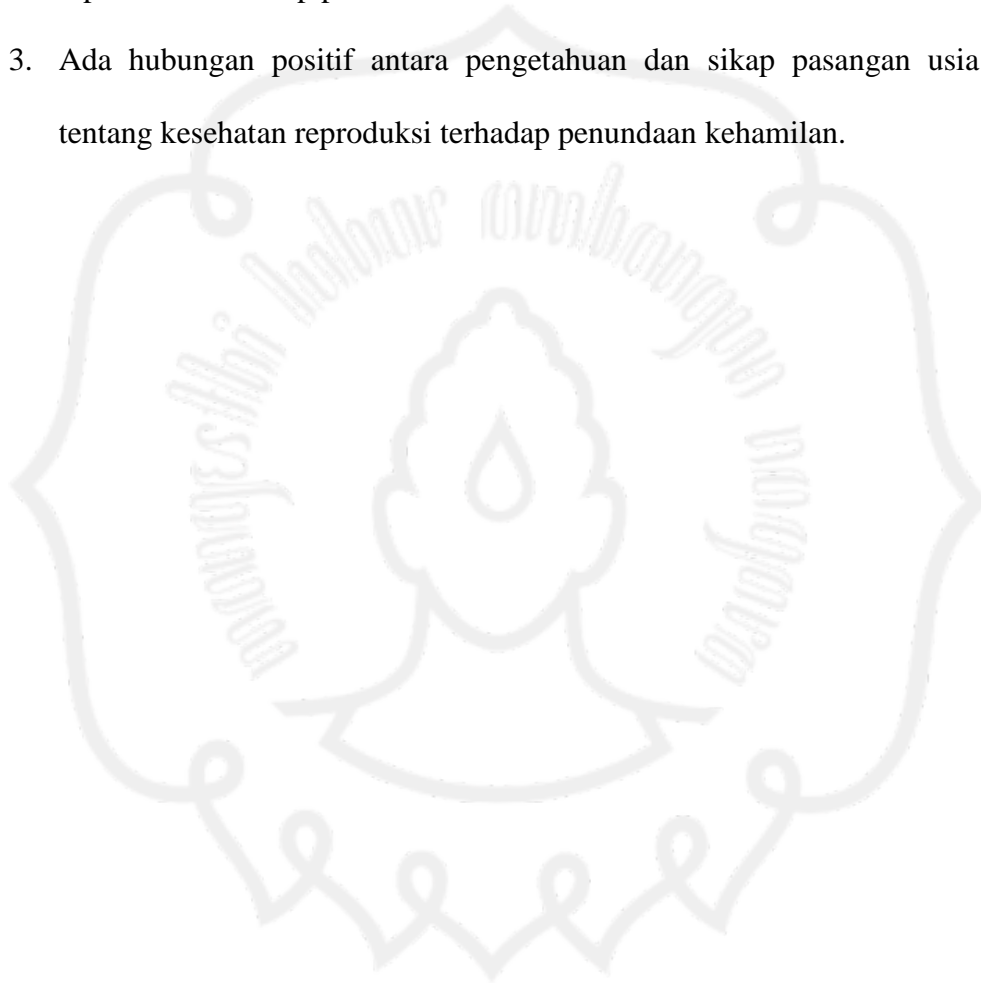 3. Ada hubungan positif antara pengetahuan dan sikap pasangan usia
tentang kesehatan reproduksi terhadap penundaan kehamilan.